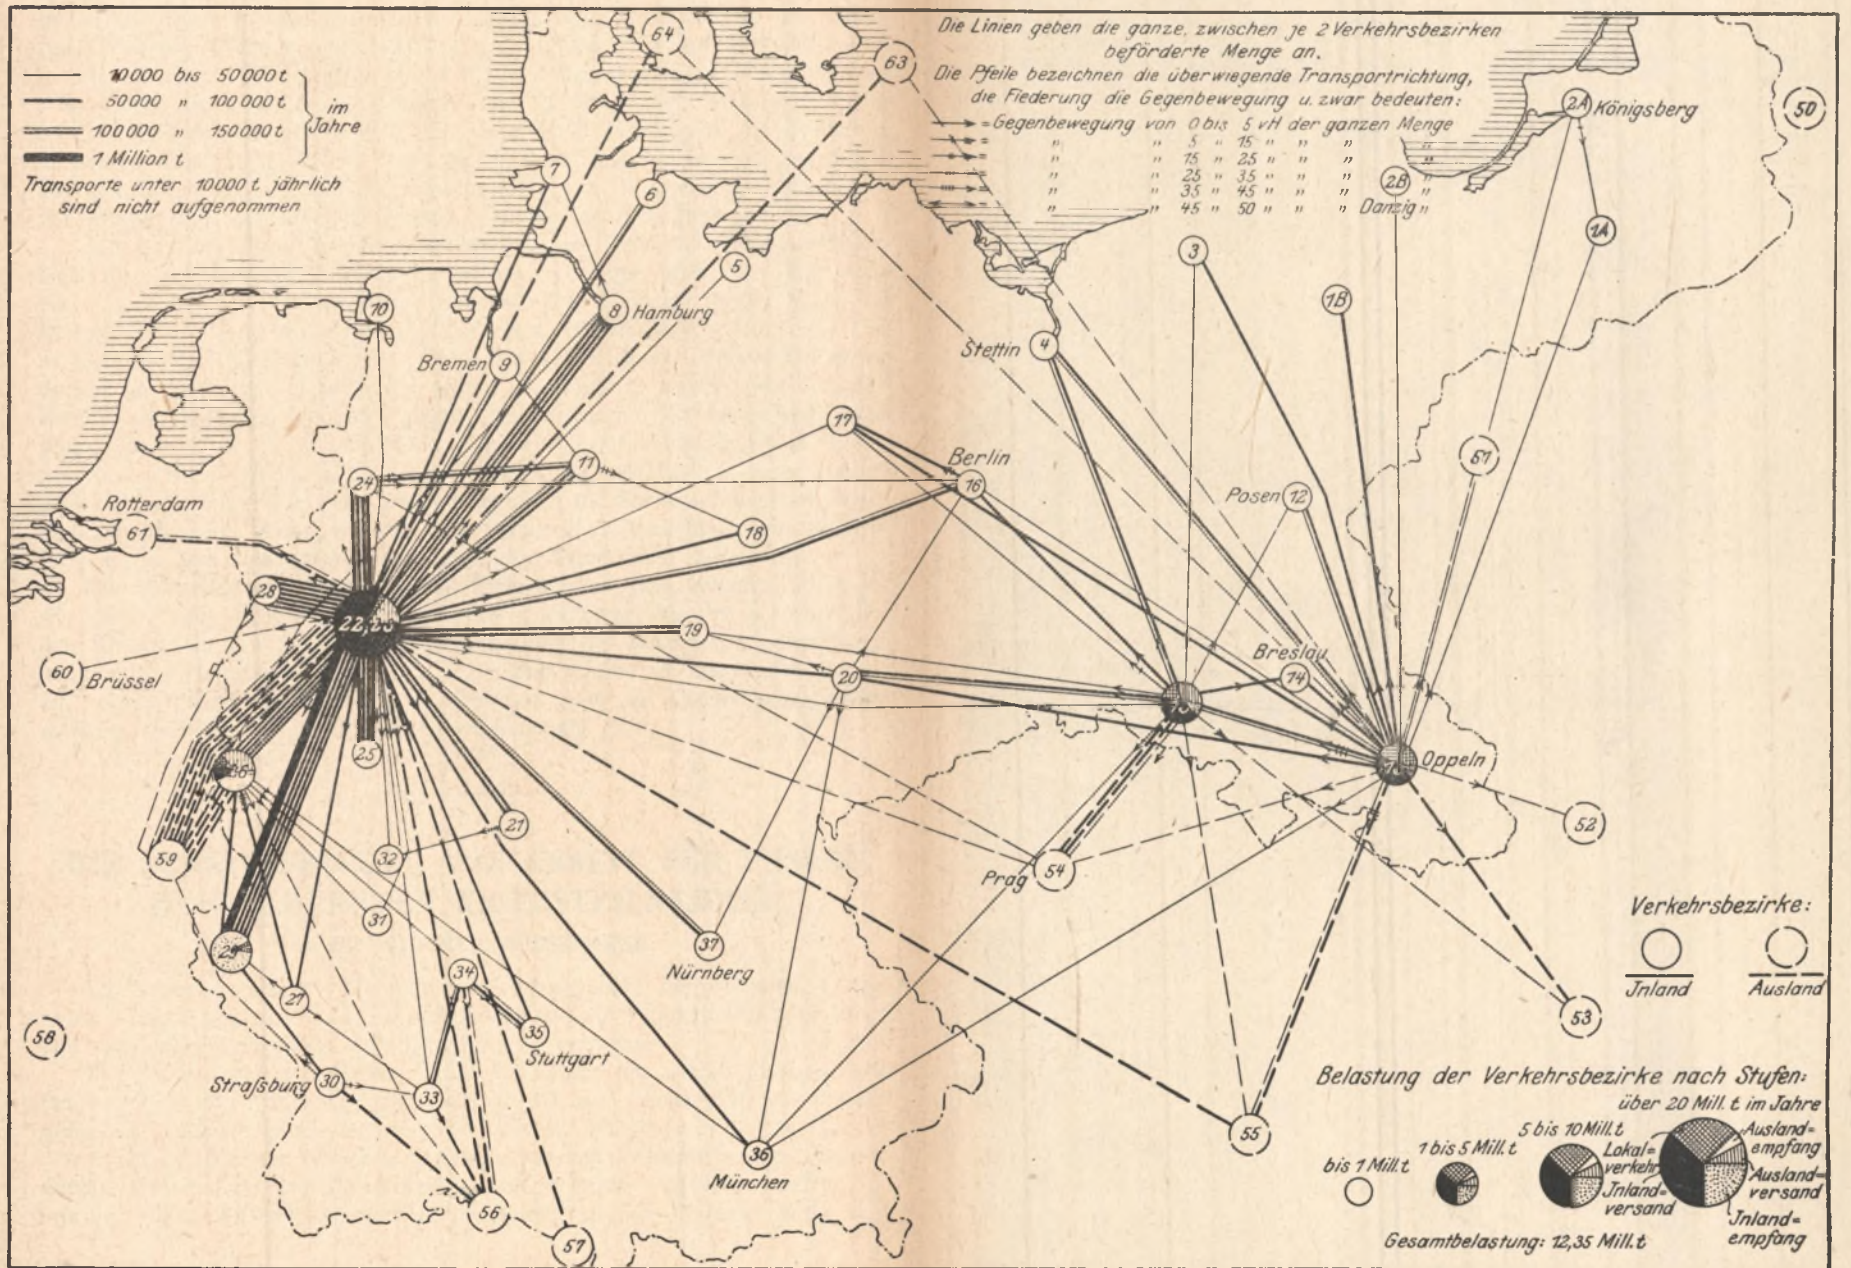 Die Linien geben die ganze, zwischen je 2 Verkehrsbezirken
beförderte Menge an.
Die Pfeile bezeichnen die überwiegende Transportrichtung,
die Fiederung die Gegenbewegung u. zwar bedeuten:
= Gegenbewegung von 0 bis 5 vH der ganzen Menge
= " " 5 " 15 " " " "
= " " 15 " 25 " " " "
= " " 25 " 35 " " " "
= " " 35 " 45 " " " "
= " " 45 " 50 " " " "
10000 bis 50000 t
50000 " 100 000 t
100000 " 150000 t
1 Million t
im
Jahre
Transporte unter 10000 t jährlich
sind nicht aufgenommen
64
63
2A Königsberg
50
7
6
2B
Danzig
1A
5
3
1B
10
8 Hamburg
Stettin 4
Bremen 9
17
Berlin
16
11
24
51
Posen 12
Rotterdam
61
18
28
22,23
19
60 Brüssel
20
Breslau
14
25
Oppeln
52
21
32
59
Prag 54
31
29
37
Nürnberg
34
27
35
Stuttgart
53
58
Straßburg 30
33
55
36
München
56
57
Verkehrsbezirke:
Jnland
Ausland
Belastung der Verkehrsbezirke nach Stufen:
über 20 Mill. t im Jahre
5 bis 10 Mill. t
1 bis 5 Mill. t
bis 1 Mill. t
Lokal=
verkehr
Jnland=
versand
Ausland=
empfang
Ausland=
versand
Jnland=
empfang
Gesamtbelastung: 12,35 Mill. t